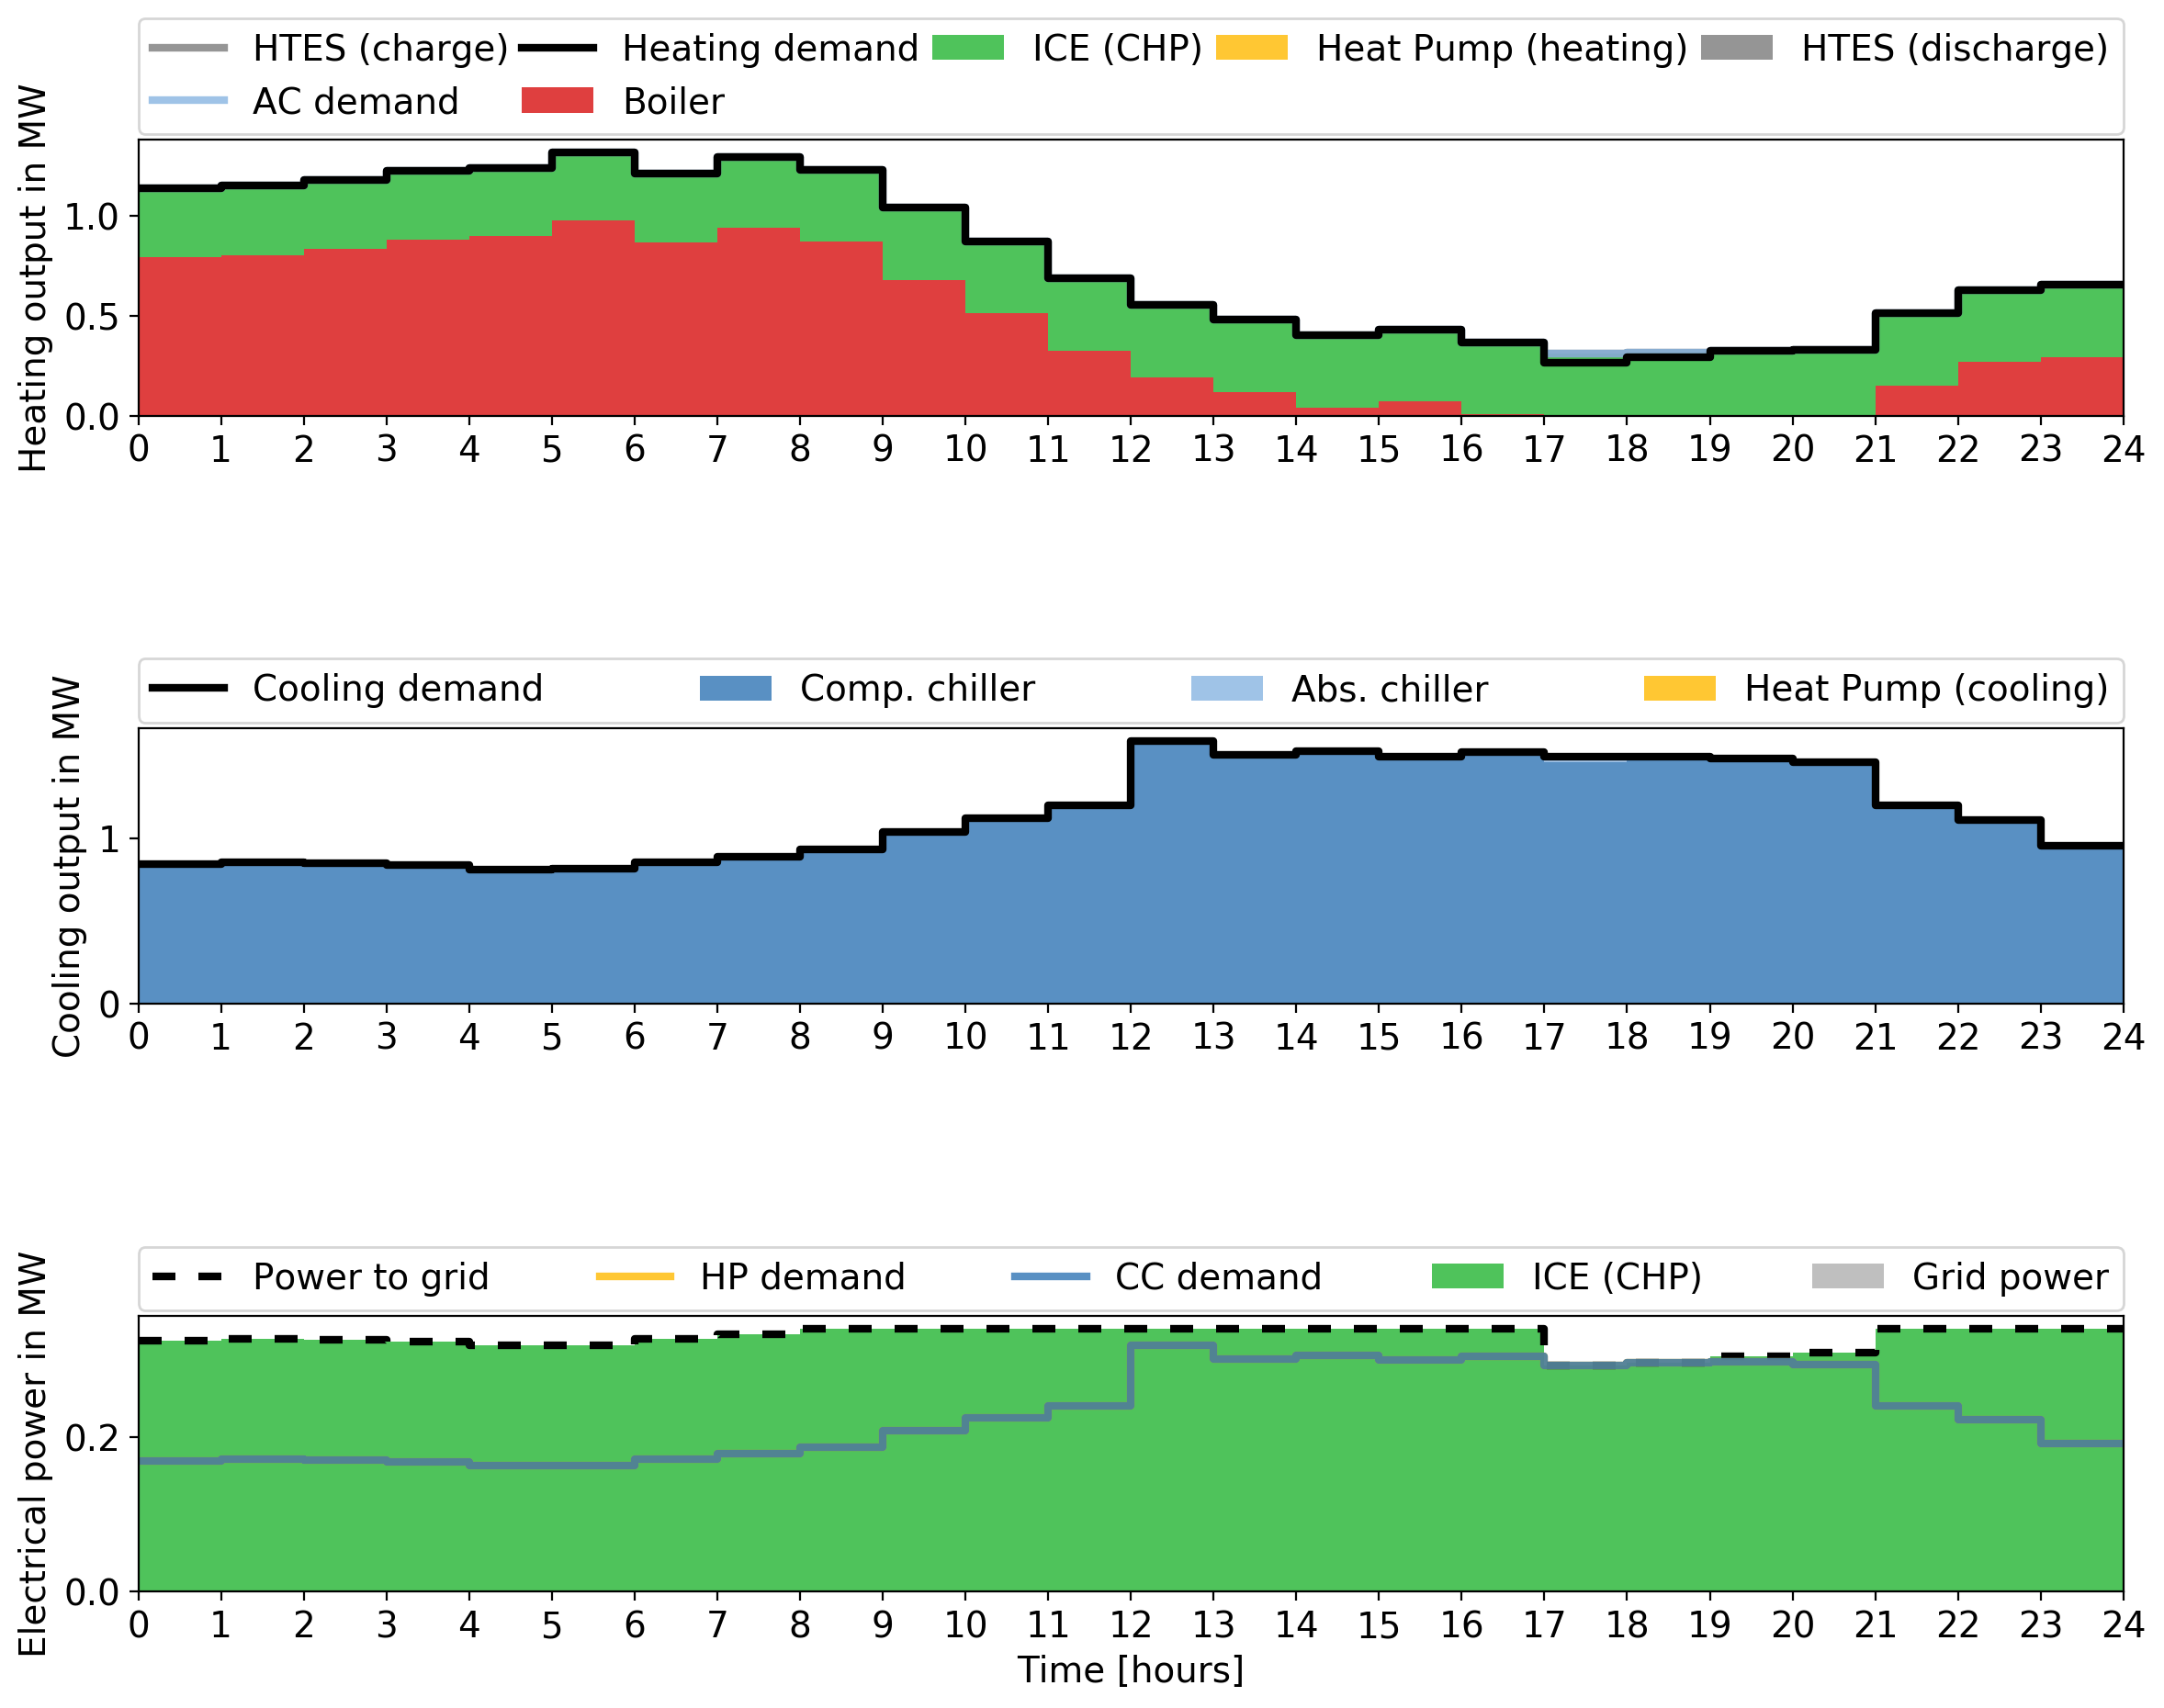 HTES (charge) Heating demand ICE (CHP) Heat Pump (heating) HTES (discharge)
AC demand Boiler
Heating output in MW
1.0
0.5
0.0
0 1 2 3 4 5 6 7 8 9 10 11 12 13 14 15 16 17 18 19 20 21 22 23 24
Cooling demand Comp. chiller Abs. chiller Heat Pump (cooling)
Cooling output in MW
1
0
0 1 2 3 4 5 6 7 8 9 10 11 12 13 14 15 16 17 18 19 20 21 22 23 24
Power to grid HP demand CC demand ICE (CHP) Grid power
Electrical power in MW
0.2
0.0
0 1 2 3 4 5 6 7 8 9 10 11 12 13 14 15 16 17 18 19 20 21 22 23 24
Time [hours]